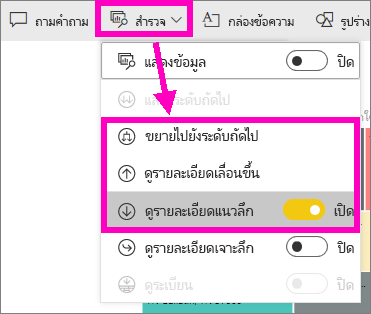 ถามคำถาม สำรวจ กล่องข้อความ รูปร่าง
แสดงข้อมูล ปิด
แสดงระดับถัดไป
ขยายไปยังระดับถัดไป
ดูรายละเอียดเลื่อนขึ้น
ดูรายละเอียดแนวลึก เปิด
ดูรายละเอียดเจาะลึก ปิด
ดูระเบียน ปิด